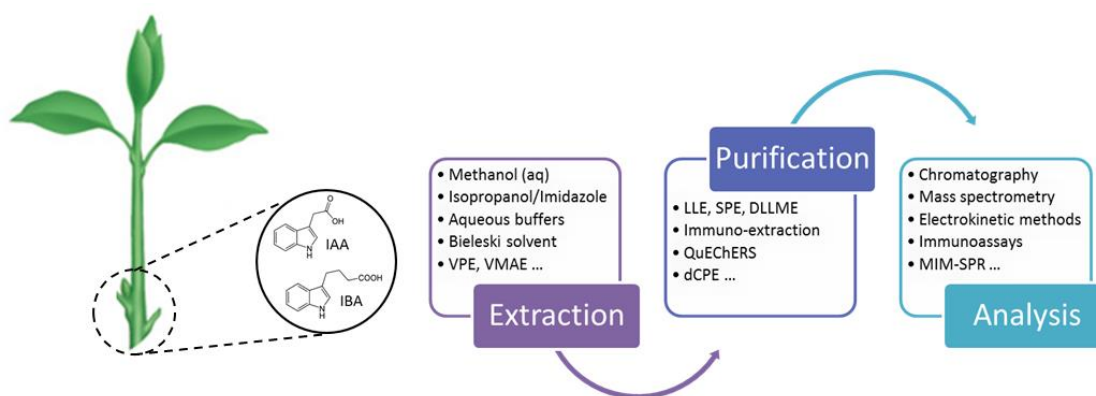 O
OH
N
H
IAA
COOH
N
H
IBA
• Methanol (aq)
• Isopropanol/Imidazole
• Aqueous buffers
• Bieleski solvent
• VPE, VMAE ...
Extraction
Purification
• LLE, SPE, DLLME
• Immuno-extraction
• QuEChERS
• dCPE ...
• Chromatography
• Mass spectrometry
• Electrokinetic methods
• Immunoassays
• MIM-SPR ...
Analysis